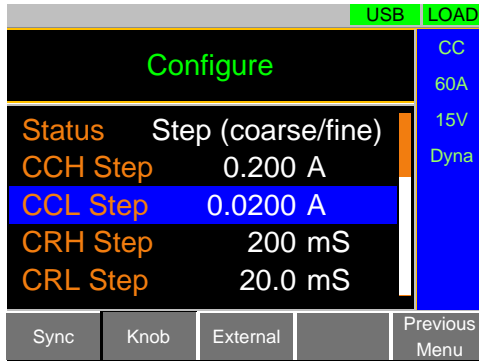 USB LOAD
Configure
CC
60A
15V
Dyna
Status Step (coarse/fine)
CCH Step 0.200 A
CCL Step 0.0200 A
CRH Step 200 mS
CRL Step 20.0 mS
Sync Knob External Previous
Menu